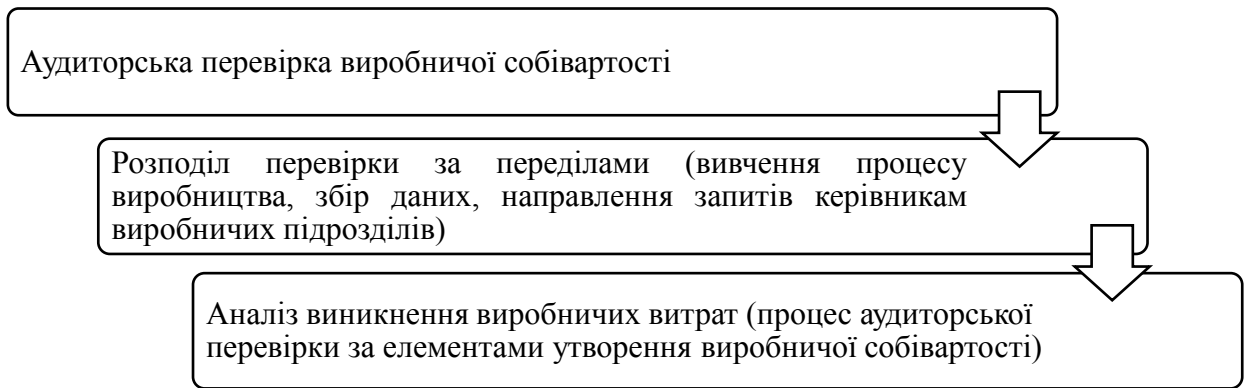 Аудиторська перевірка виробничої собівартості
Розподіл перевірки за переділами (вивчення процесу
виробництва, збір даних, направлення запитів керівникам
виробничих підрозділів)
Аналіз виникнення виробничих витрат (процес аудиторської
перевірки за елементами утворення виробничої собівартості)